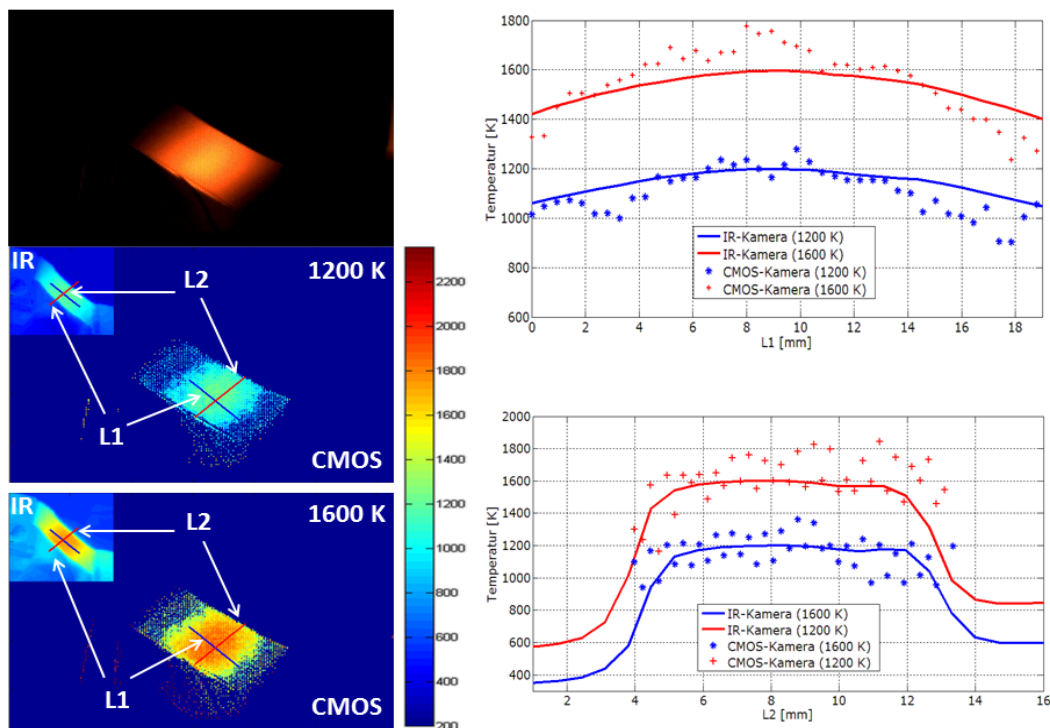 IR
1200 K
L2
L1
CMOS
IR
1600 K
L2
L1
CMOS
2200
2000
1800
1600
1400
1200
1000
800
600
400
200
1800
1600
1400
1200
1000
800
600
Temperatur [K]
IR-Kamera (1200 K)
IR-Kamera (1600 K)
CMOS-Kamera (1200 K)
CMOS-Kamera (1600 K)
0 2 4 6 8 10 12 14 16 18
L1 [mm]
2000
1800
1600
1400
1200
1000
800
600
400
Temperatur [K]
IR-Kamera (1600 K)
IR-Kamera (1200 K)
CMOS-Kamera (1600 K)
CMOS-Kamera (1200 K)
2 4 6 8 10 12 14 16
L2 [mm]